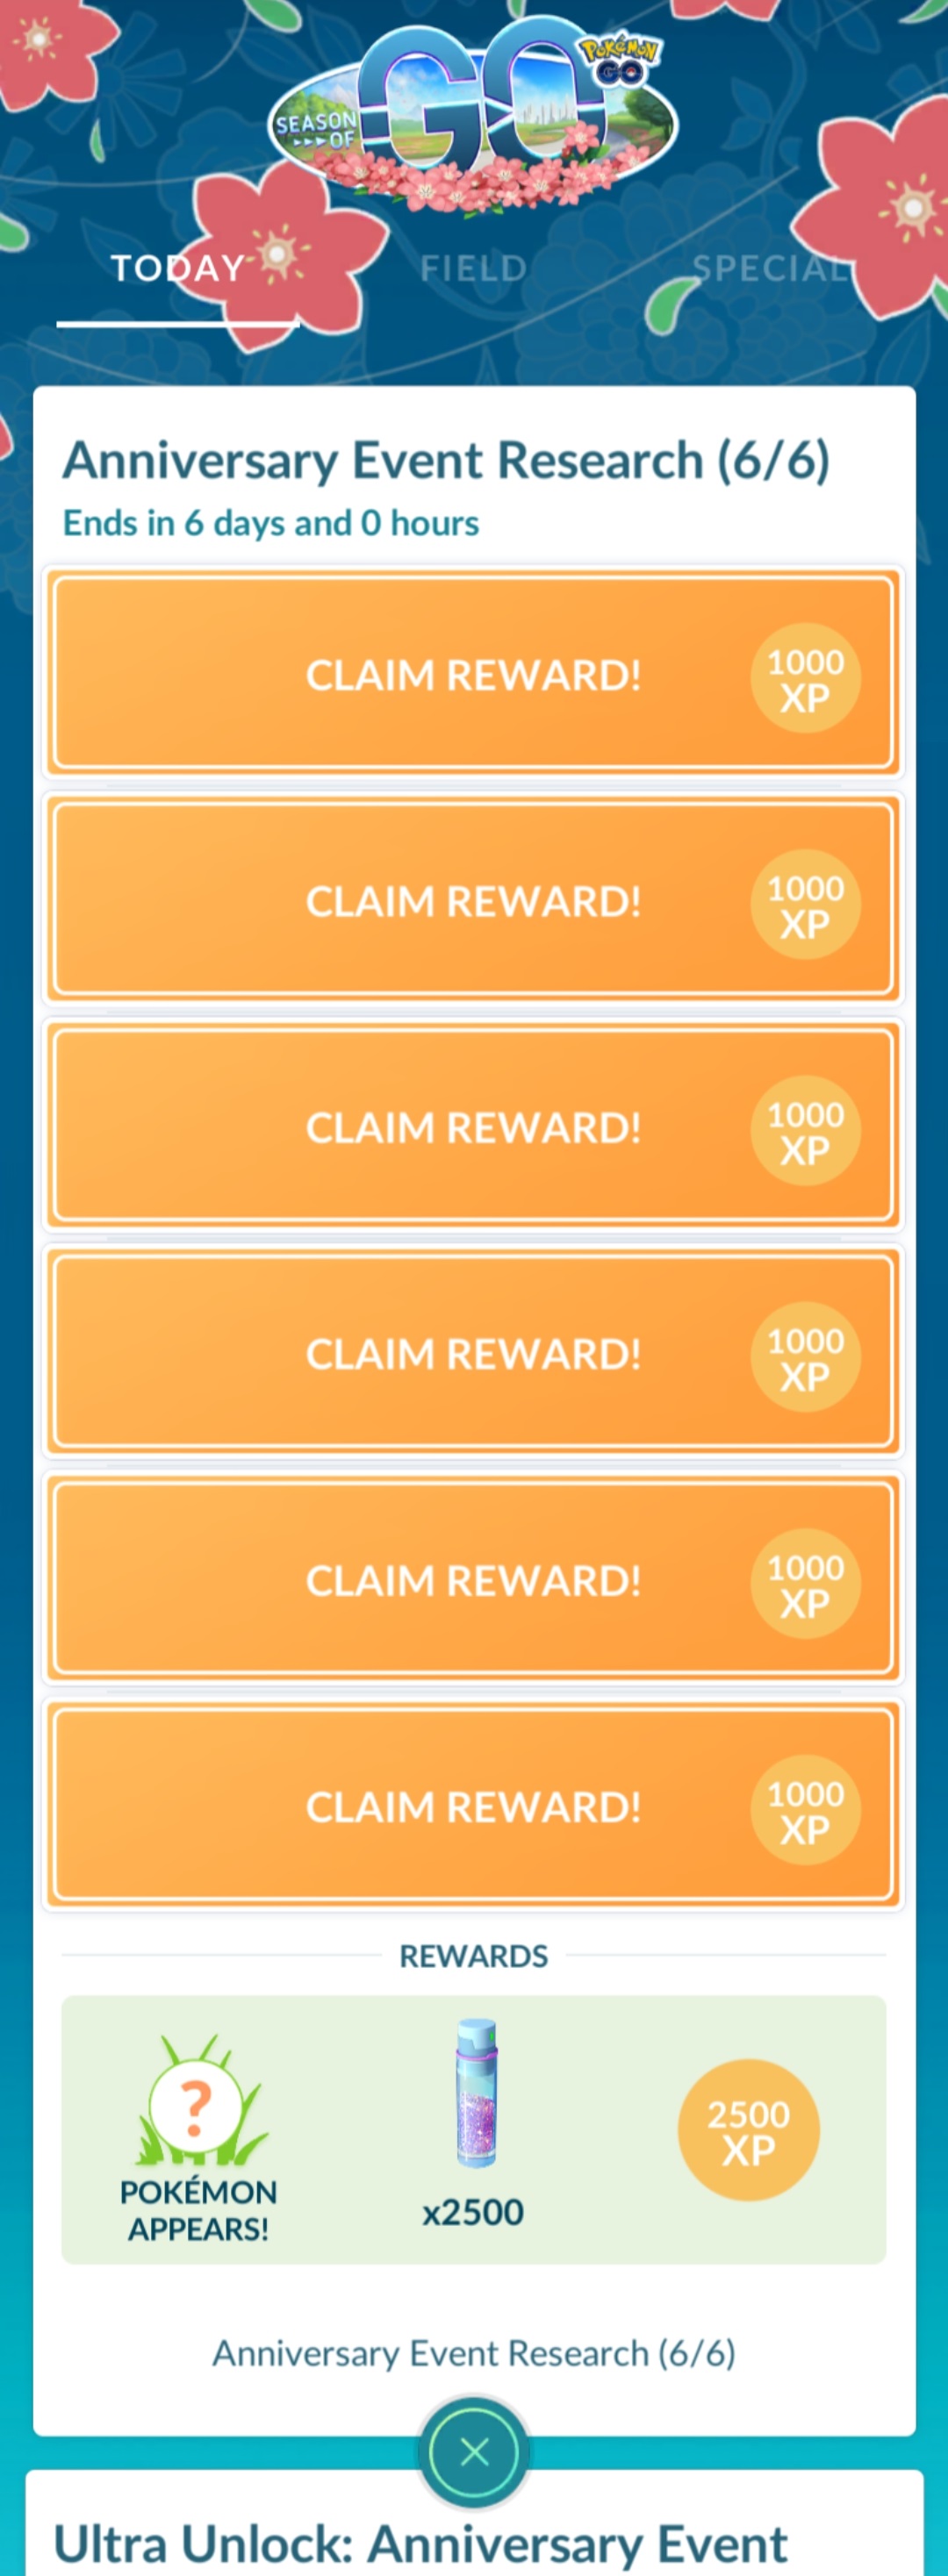 Pokémon
GO
SEASON
OF
GO
TODAY
FIELD
SPECIAL
Anniversary Event Research (6/6)
Ends in 6 days and 0 hours
CLAIM REWARD!
1000
XP
CLAIM REWARD!
1000
XP
CLAIM REWARD!
1000
XP
CLAIM REWARD!
1000
XP
CLAIM REWARD!
1000
XP
CLAIM REWARD!
1000
XP
REWARDS
?
POKÉMON
APPEARS!
x2500
2500
XP
Anniversary Event Research (6/6)
Ultra Unlock: Anniversary Event